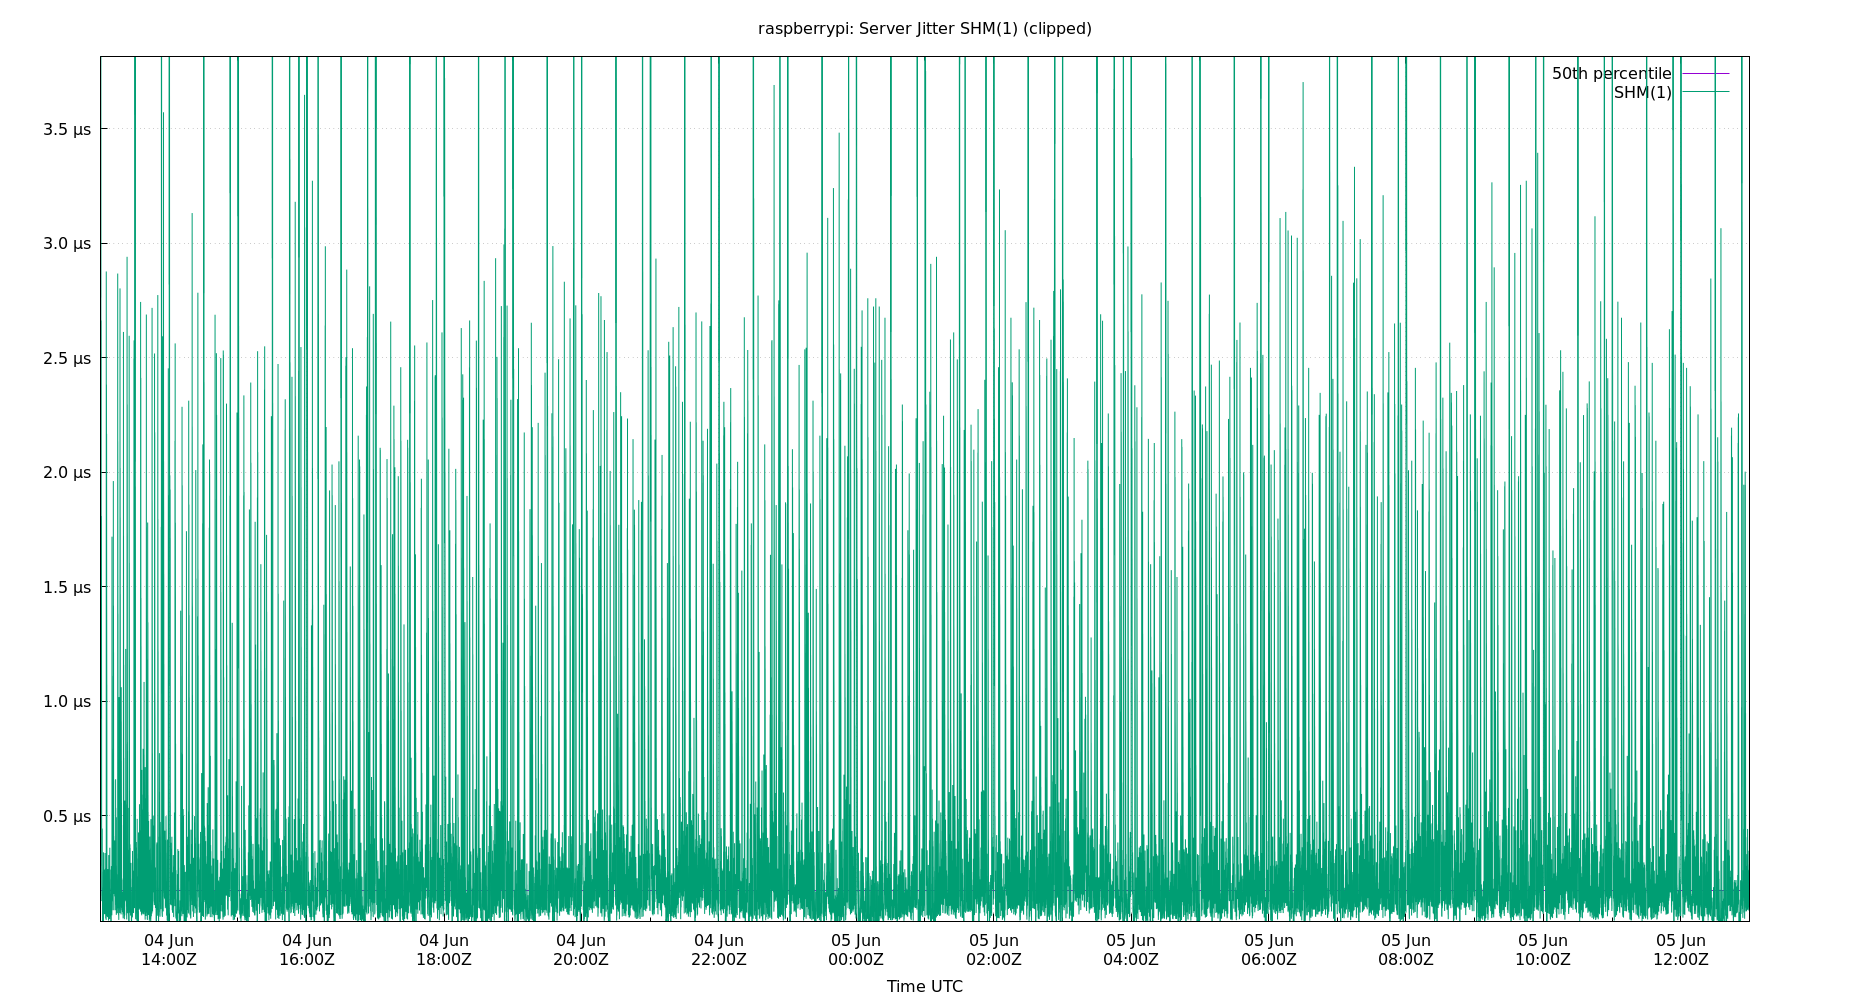 raspberrypi: Server Jitter SHM(1) (clipped)
50th percentile
SHM(1)
3.5 µs
3.0 µs
2.5 µs
2.0 µs
1.5 µs
1.0 µs
0.5 µs
04 Jun 04 Jun 04 Jun 04 Jun 04 Jun 05 Jun 05 Jun 05 Jun 05 Jun 05 Jun 05 Jun 05 Jun
14:00Z 16:00Z 18:00Z 20:00Z 22:00Z 00:00Z 02:00Z 04:00Z 06:00Z 08:00Z 10:00Z 12:00Z
Time UTC